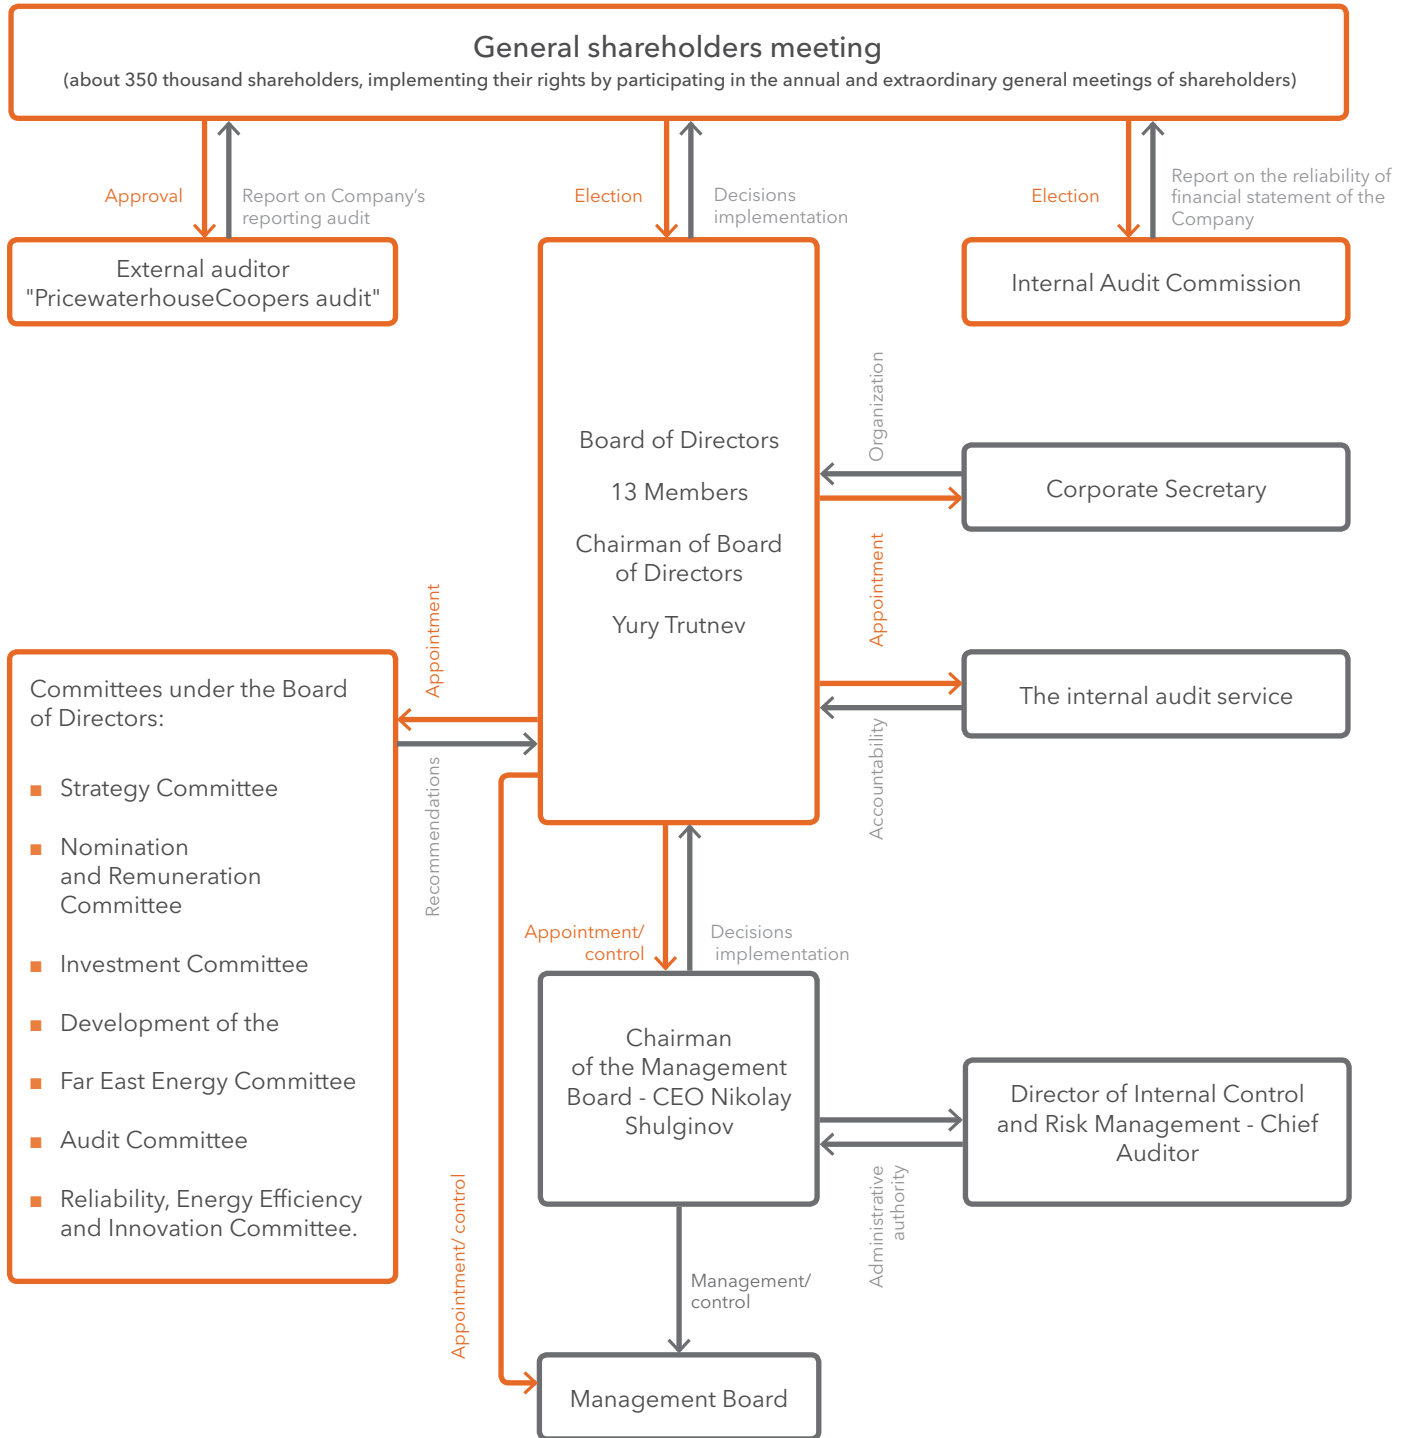 General shareholders meeting
(about 350 thousand shareholders, implementing their rights by participating in the annual and extraordinary general meetings of shareholders)
Approval
Report on Company's
reporting audit
Election
Decisions
implementation
Election
Report on the reliability of
financial statement of the
Company
External auditor
"PricewaterhouseCoopers audit"
Internal Audit Commission
Board of Directors
13 Members
Chairman of Board
of Directors
Yury Trutnev
Organization
Corporate Secretary
Appointment
The internal audit service
Accountability
Appointment
Recommendations
Committees under the Board
of Directors:
■ Strategy Committee
■ Nomination
and Remuneration
Committee
■ Investment Committee
■ Development of the
■ Far East Energy Committee
■ Audit Committee
■ Reliability, Energy Efficiency
and Innovation Committee.
Appointment/
control
Decisions
implementation
Chairman
of the Management
Board - CEO Nikolay
Shulginov
Director of Internal Control
and Risk Management - Chief
Auditor
Administrative
authority
Appointment/ control
Management/
control
Management Board